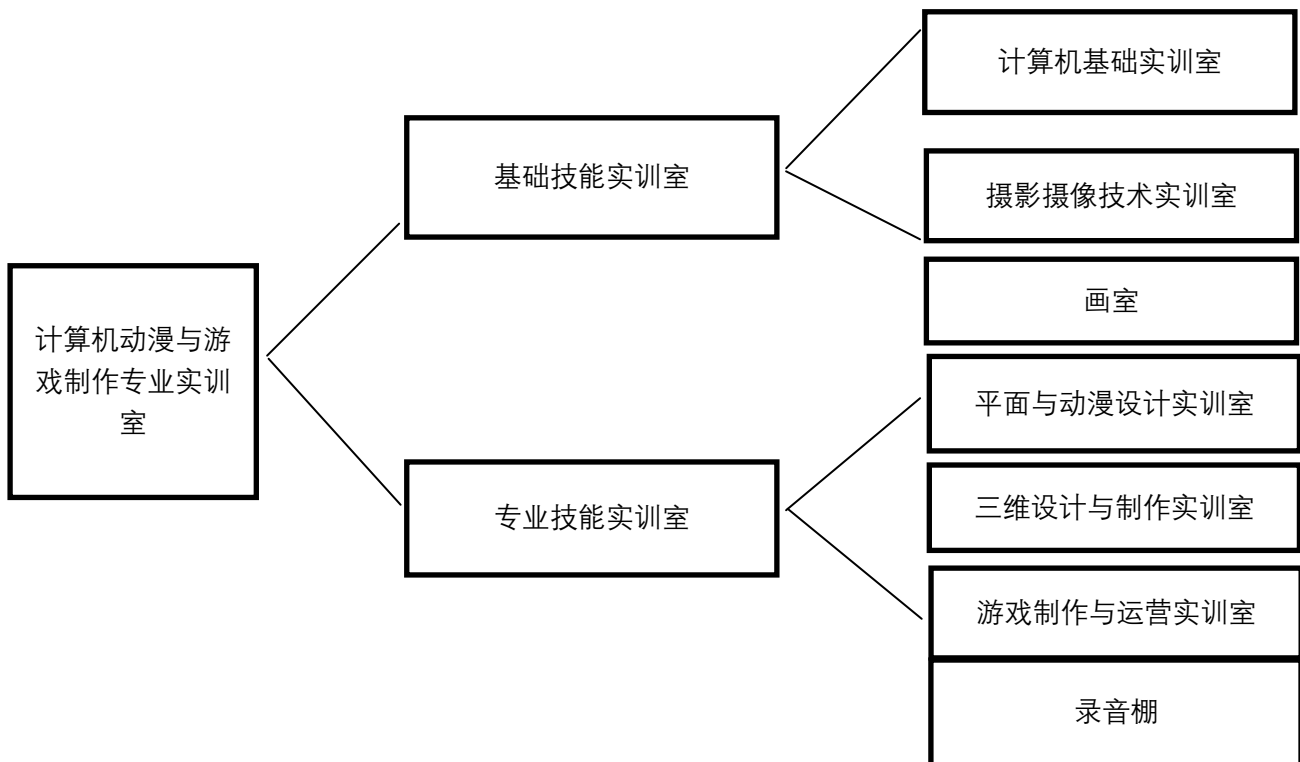 计算机基础实训室
基础技能实训室
摄影摄像技术实训室
画室
计算机动漫与游
戏制作专业实训
室
平面与动漫设计实训室
专业技能实训室
三维设计与制作实训室
游戏制作与运营实训室
录音棚